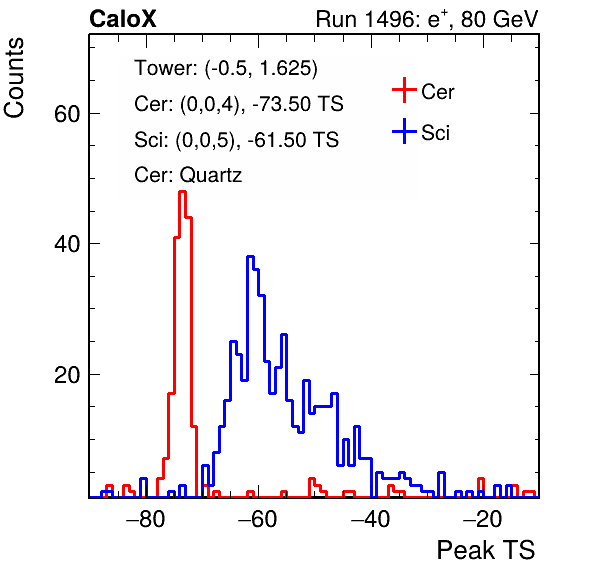 CaloX Run 1496: e⁺, 80 GeV
Counts
Tower: (-0.5, 1.625)
Cer: (0,0,4), -73.50 TS
Sci: (0,0,5), -61.50 TS
Cer: Quartz
Cer
Sci
60
40
20
−80 −60 −40 −20
Peak TS